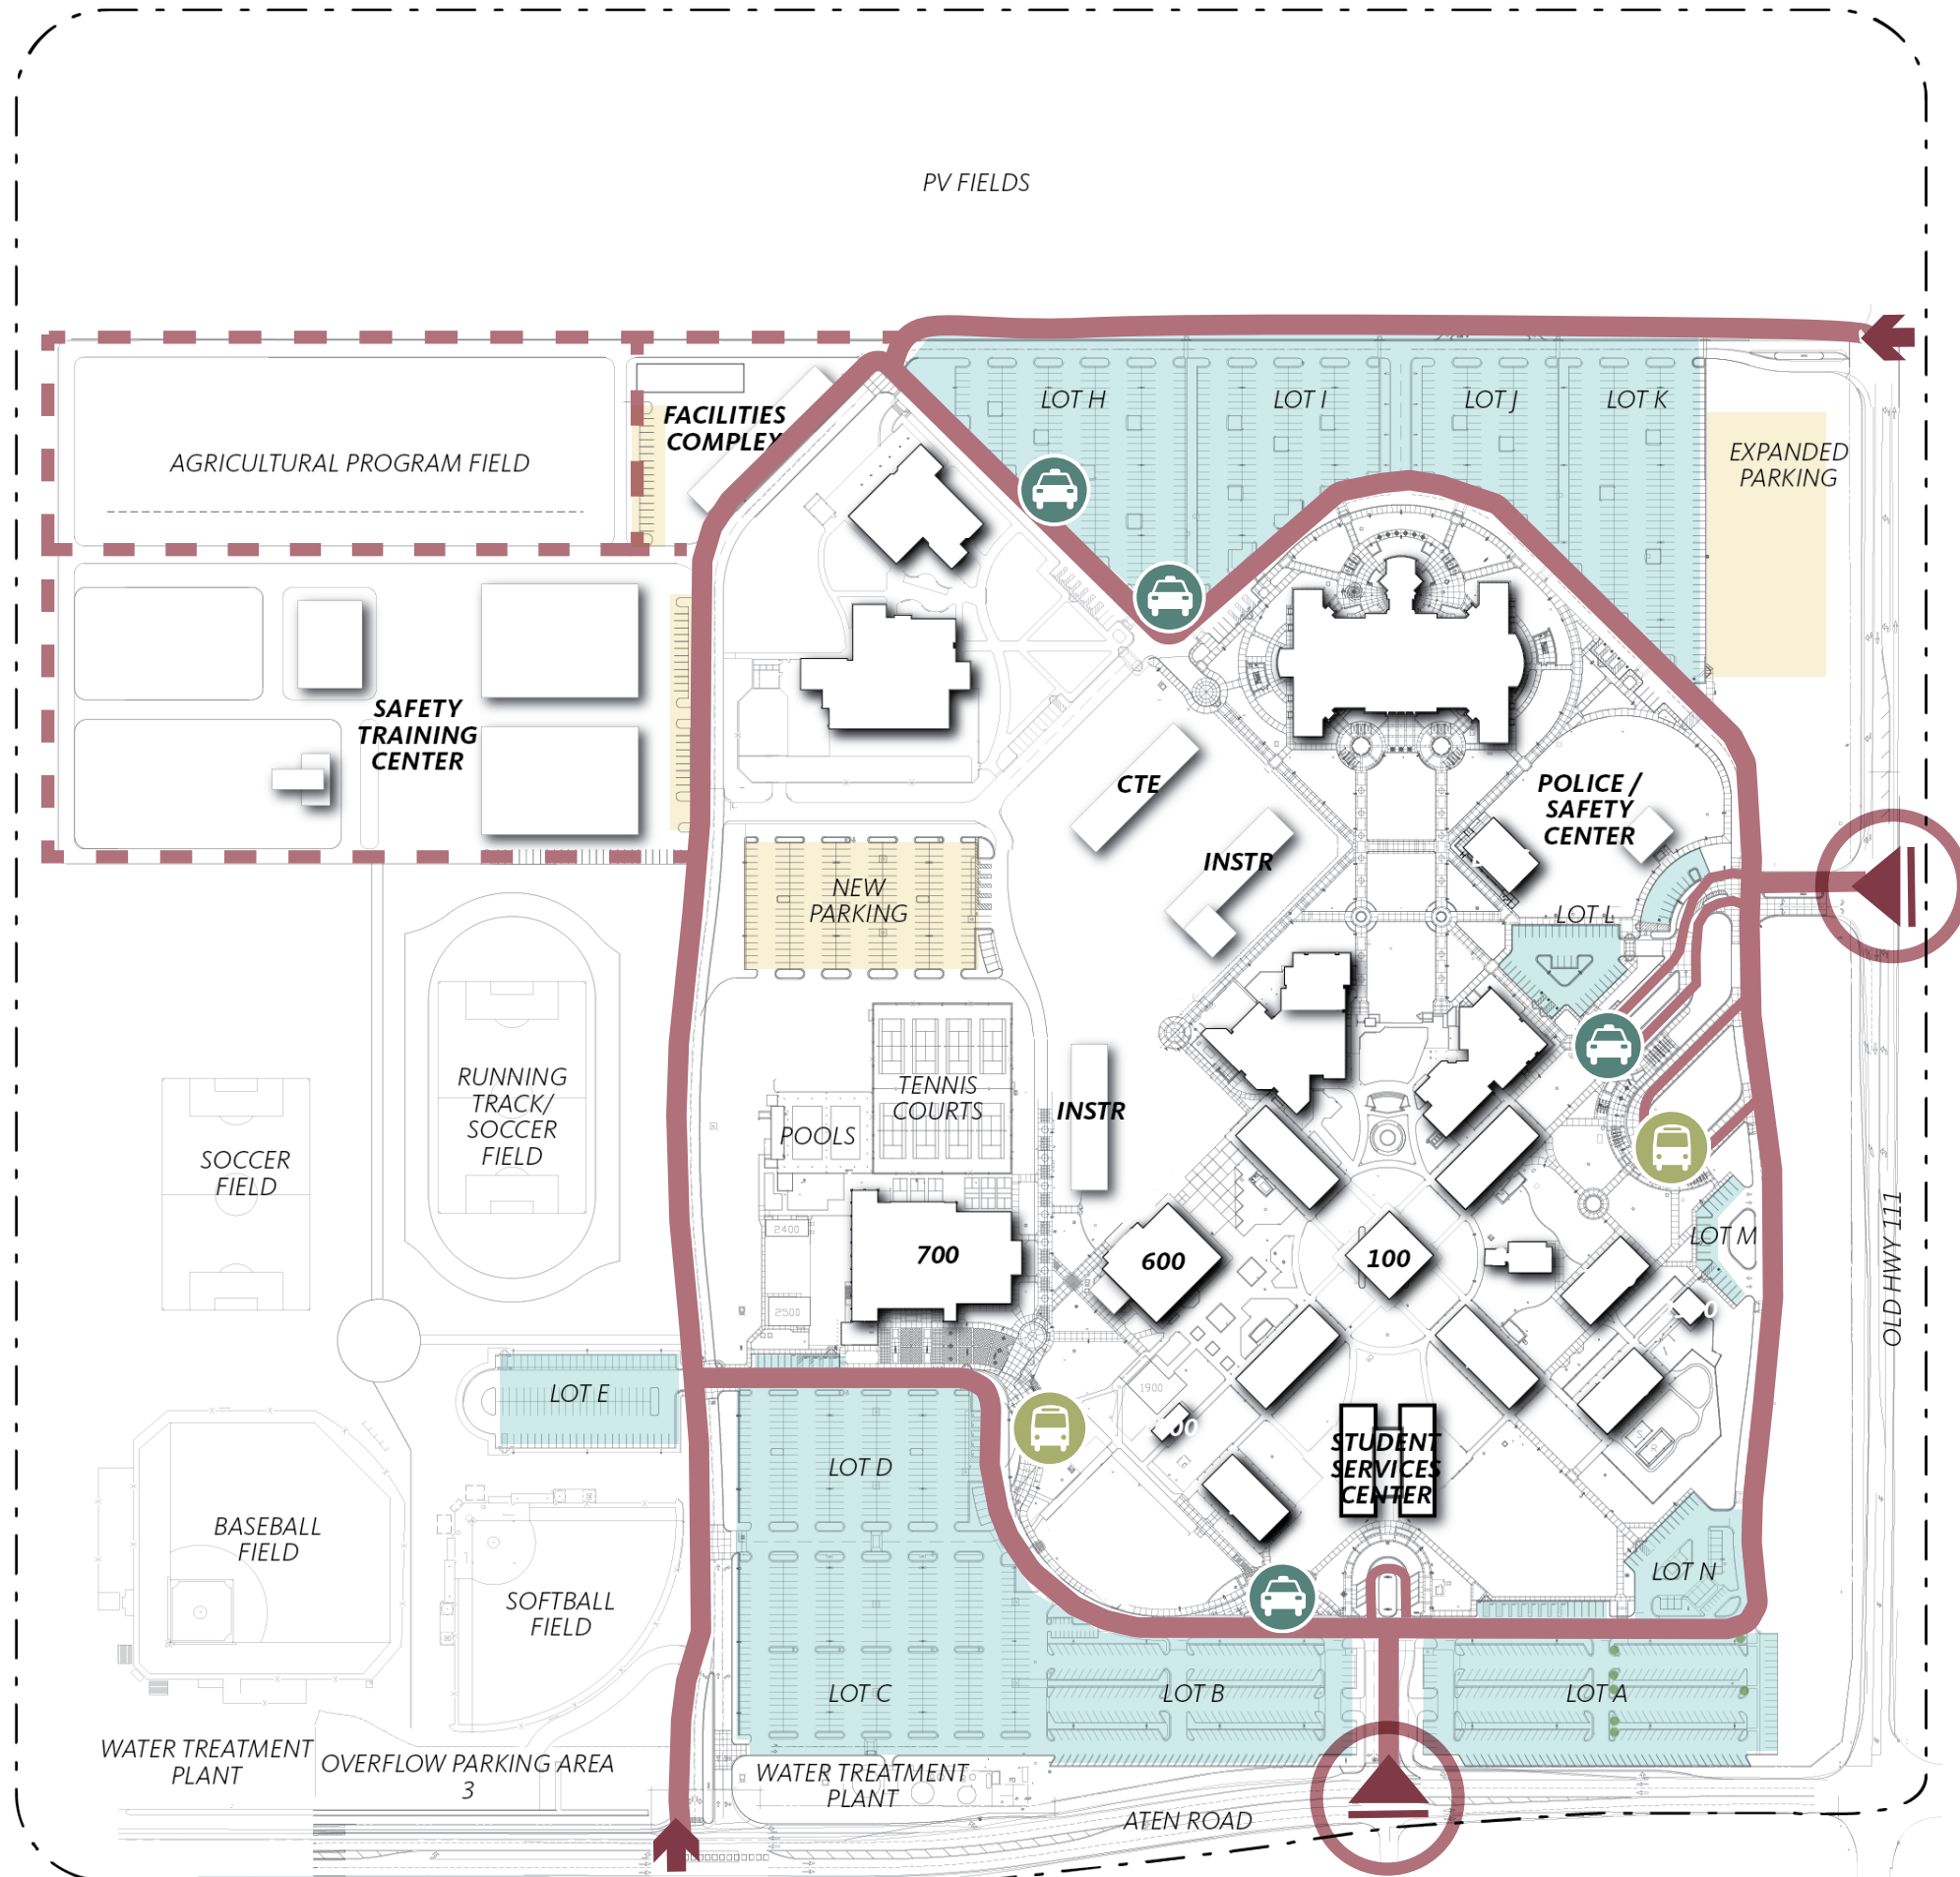 PV FIELDS
LOT H
LOT I
LOT J
LOT K
FACILITIES
COMPLEX
EXPANDED
PARKING
AGRICULTURAL PROGRAM FIELD
SAFETY
TRAINING
CENTER
CTE
POLICE /
SAFETY
CENTER
INSTR
NEW
PARKING
LOT L
RUNNING
TRACK/
SOCCER
FIELD
TENNIS
COURTS
INSTR
POOLS
SOCCER
FIELD
2400
LOT M
700
600
100
OLD HWY 111
2500
LOT E
1900
STUDENT
SERVICES
CENTER
LOT D
BASEBALL
FIELD
SOFTBALL
FIELD
LOT N
LOT C
LOT B
LOT A
WATER TREATMENT
PLANT
OVERFLOW PARKING AREA
3
WATER TREATMENT
PLANT
ATEN ROAD